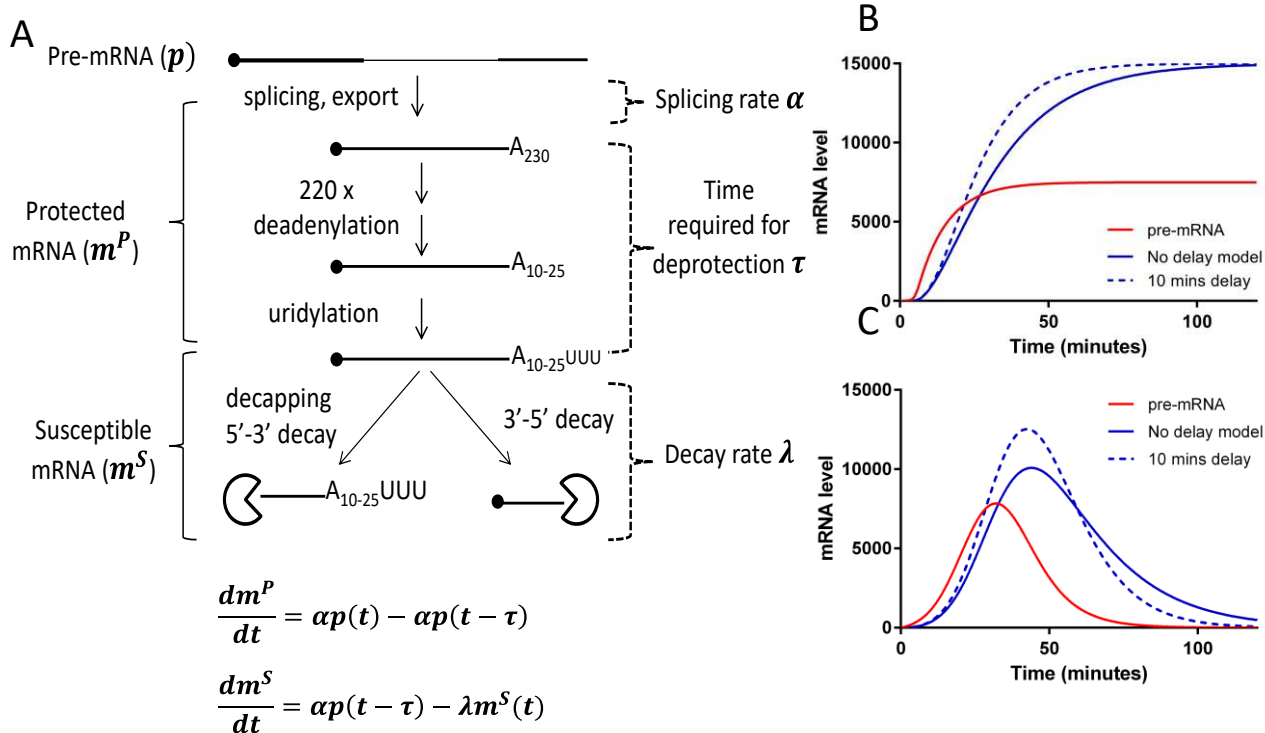 A
Pre-mRNA (p)
splicing, export
Splicing rate α
A230
220 x
deadenylation
Protected
mRNA (m^P)
Time
required for
deprotection τ
A10-25
uridylation
A10-25UUU
decapping
5’-3’ decay
3’-5’ decay
Susceptible
mRNA (m^S)
Decay rate λ
A10-25UUU
dm^P/dt = αp(t) − αp(t − τ)
dm^S/dt = αp(t − τ) − λm^S(t)
B
15000
10000
5000
0
mRNA level
pre-mRNA
No delay model
10 mins delay
0 50 100
Time (minutes)
C
15000
10000
5000
0
mRNA level
pre-mRNA
No delay model
10 mins delay
0 50 100
Time (minutes)